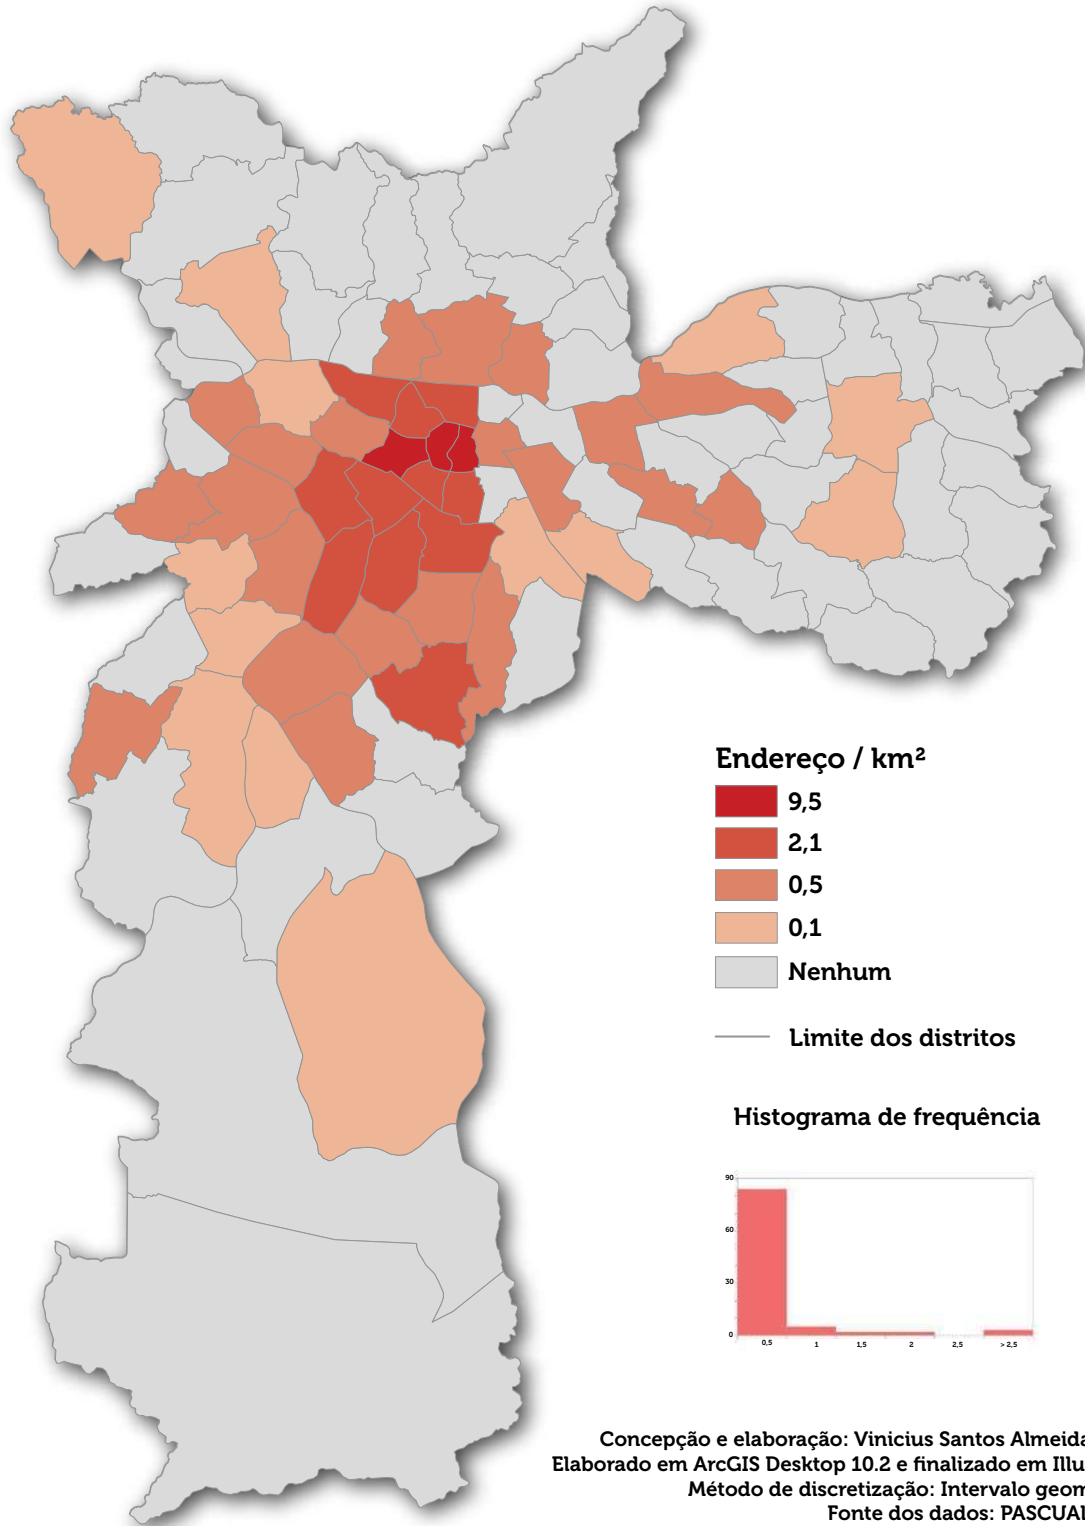 Endereço / km²
9,5
2,1
0,5
0,1
Nenhum
Limite dos distritos
Histograma de frequência
90
60
30
0
0,5 1 1,5 2 2,5 > 2,5
Concepção e elaboração: Vinicius Santos Almeida
Elaborado em ArcGIS Desktop 10.2 e finalizado em
Método de discretização: Intervalo
Fonte dos dados: